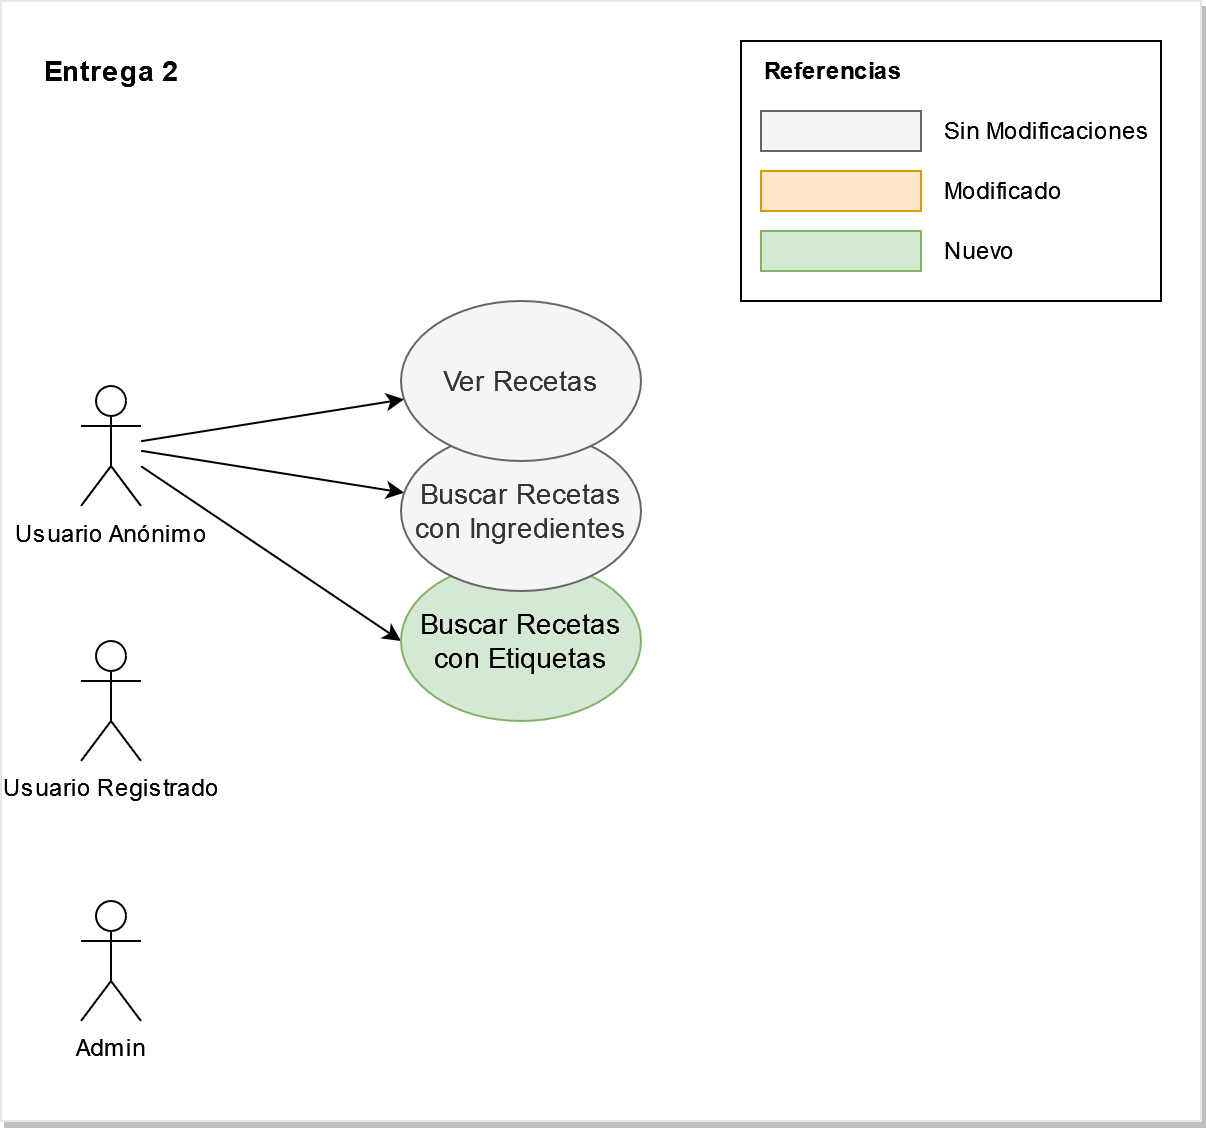 Entrega 2
Referencias
Sin Modificaciones
Modificado
Nuevo
Ver Recetas
Buscar Recetas
con Ingredientes
Usuario Anónimo
Buscar Recetas
con Etiquetas
Usuario Registrado
Admin